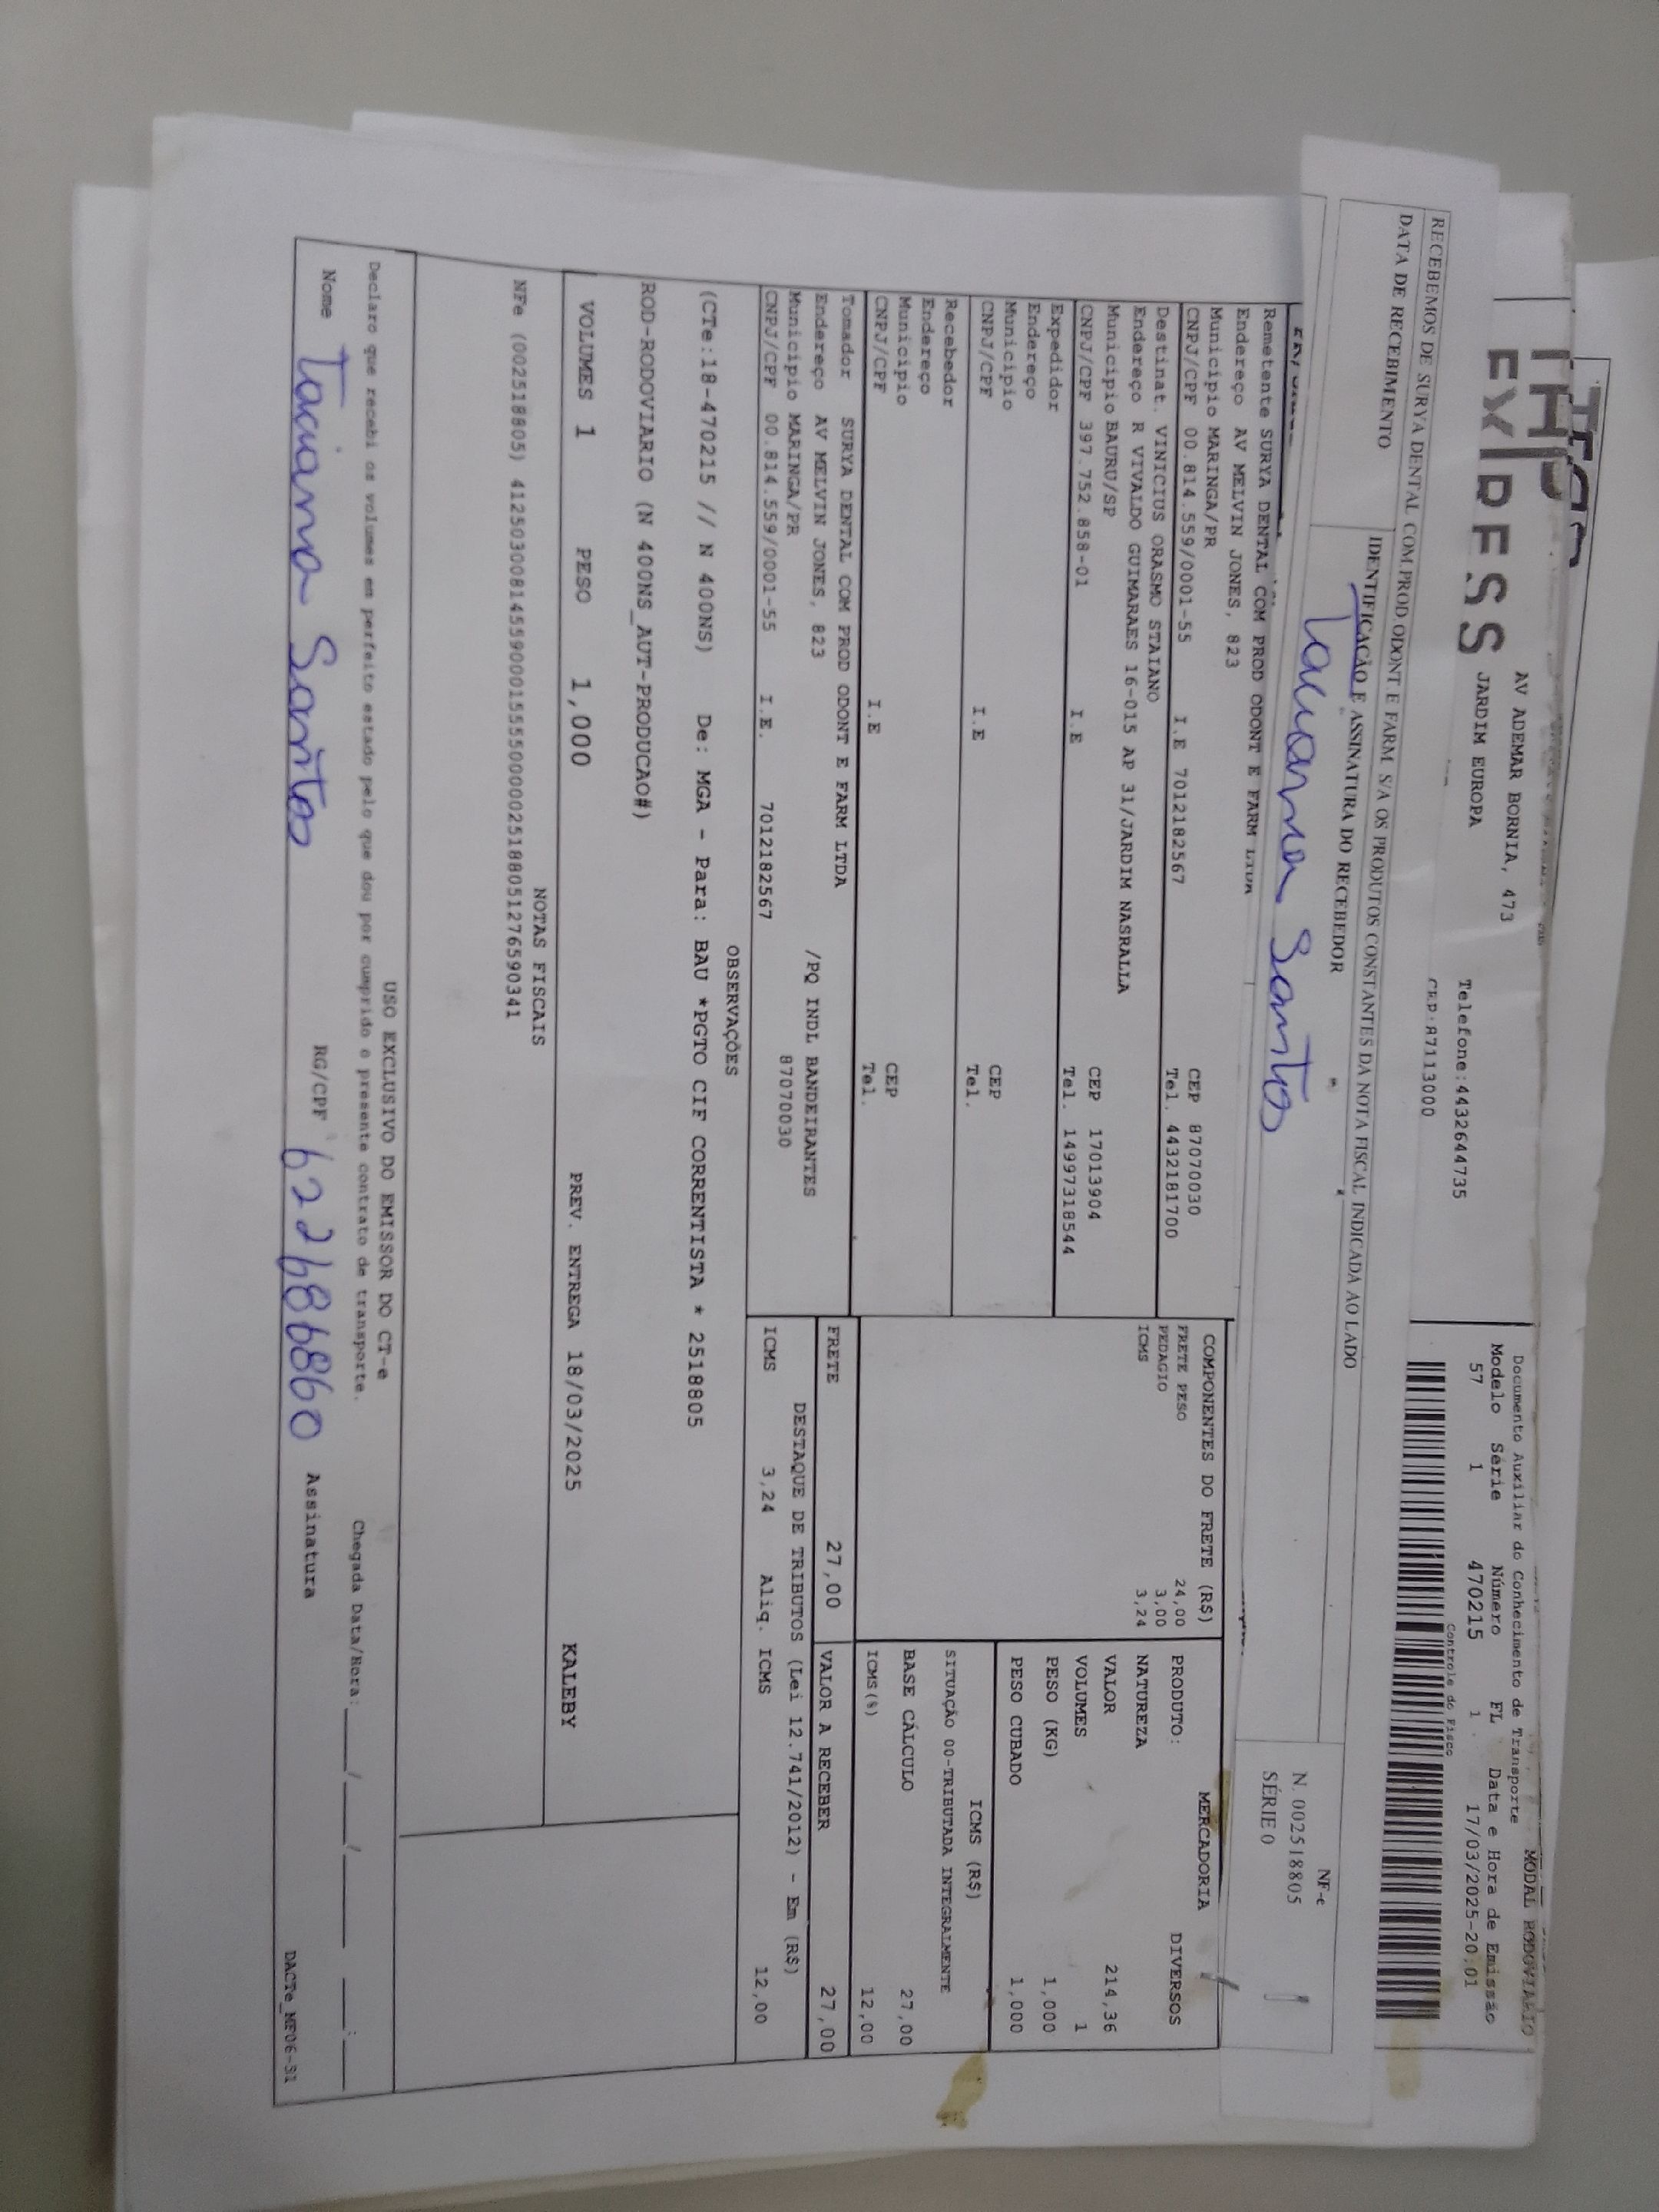 EXPRESS
AV ADEMAR BORNIA, 473
JARDIM EUROPA
Telefone:4432644735
CEP:87113000
MODAL RODOVIARIO
Documento Auxiliar do Conhecimento de Transporte
Modelo Série Número FL Data e Hora de Emissão
57 1 470215 1 17/03/2025-20:01
Controle do Fisco
RECEBEMOS DE SURYA DENTAL COM.PROD.ODONT E FARM. S/A OS PRODUTOS CONSTANTES DA NOTA FISCAL INDICADA AO LADO
DATA DE RECEBIMENTO
IDENTIFICAÇÃO E ASSINATURA DO RECEBEDOR
Taciana Santos
NF-e
N. 002518805
SÉRIE 0
Remetente SURYA DENTAL COM PROD ODONT E FARM LTDA
Endereço AV MELVIN JONES, 823
Municipio MARINGA/PR
CEP 87070030
CNPJ/CPF 00.814.559/0001-55 I.E 7012182567 Tel. 4432181700
Destinat. VINICIUS ORASMO STAIANO
Endereço R VIVALDO GUIMARAES 16-015 AP 31/JARDIM NASRALLA
Municipio BAURU/SP CEP 17013904
CNPJ/CPF 397.752.858-01 I.E Tel. 14997318544
Expedidor
Endereço
Municipio CEP
CNPJ/CPF I.E Tel.
Recebedor
Endereço
Municipio CEP
CNPJ/CPF I.E Tel.
Tomador SURYA DENTAL COM PROD ODONT E FARM LTDA
Endereço AV MELVIN JONES, 823 /PQ INDL BANDEIRANTES
Municipio MARINGA/PR 87070030
CNPJ/CPF 00.814.559/0001-55 I.E. 7012182567
COMPONENTES DO FRETE (R$)
FRETE PESO 24,00
PEDAGIO 3,00
ICMS 3,24
MERCADORIA
PRODUTO: DIVERSOS
NATUREZA
VALOR 214,36
VOLUMES 1
PESO (KG) 1,000
PESO CUBADO 1,000
ICMS (R$)
SITUAÇÃO 00-TRIBUTADA INTEGRALMENTE
BASE CÁLCULO 27,00
ICMS(%) 12,00
FRETE 27,00 VALOR A RECEBER 27,00
DESTAQUE DE TRIBUTOS (Lei 12.741/2012) - Em (R$)
ICMS 3,24 Aliq. ICMS 12,00
OBSERVAÇÕES
(CTe:18-470215 // N 400NS) De: MGA - Para: BAU *PGTO CIF CORRENTISTA * 2518805
ROD-RODOVIARIO (N 400NS_AUT-PRODUCAO#)
VOLUMES 1 PESO 1,000 PREV. ENTREGA 18/03/2025 KALEBY
NOTAS FISCAIS
NFe (002518805) 41250300814559000155550000025188051276590341
USO EXCLUSIVO DO EMISSOR DO CT-e
Declaro que recebi os volumes em perfeito estado pelo que dou por cumprido o presente contrato de transporte.
Chegada Data/Hora: ___/___/___ __:__
Nome Taciana Santos RG/CPF 622686860 Assinatura
DACTe_MF06-31